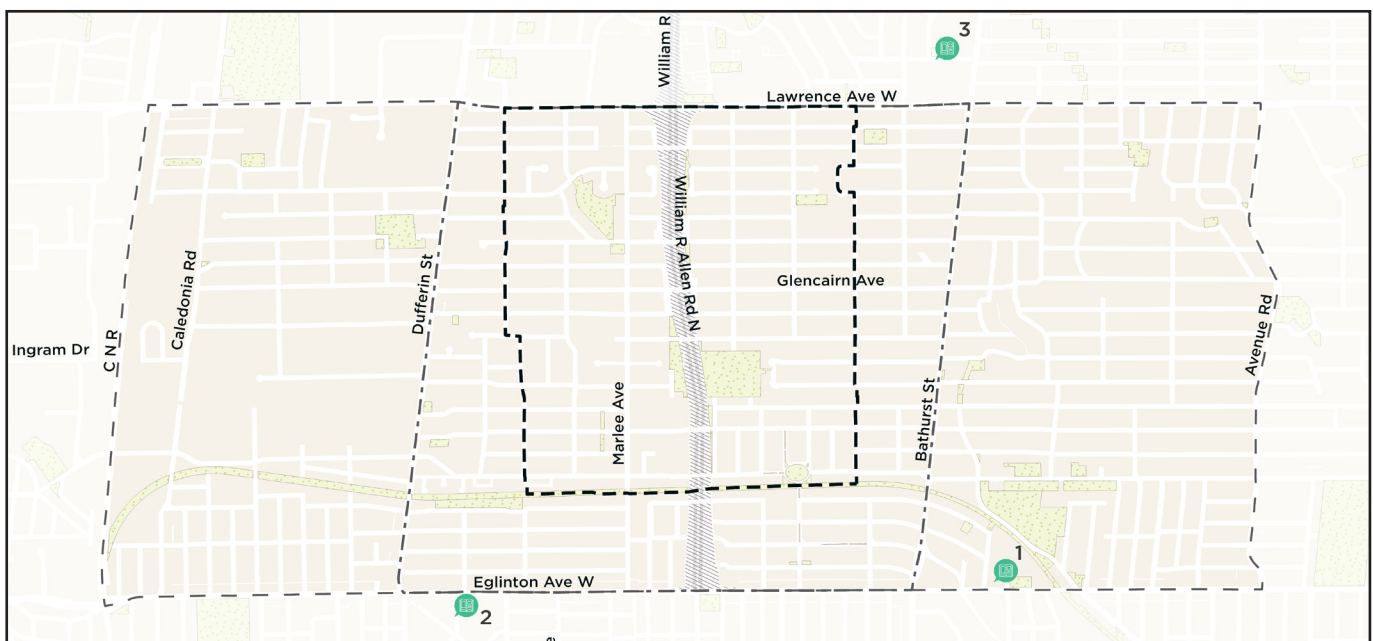 William R
3
Lawrence Ave W
William R Allen Rd N
Caledonia Rd
Dufferin St
Glencairn Ave
Ingram Dr
C N R
Avenue Rd
Marlee Ave
Bathurst St
1
Eglinton Ave W
2
e